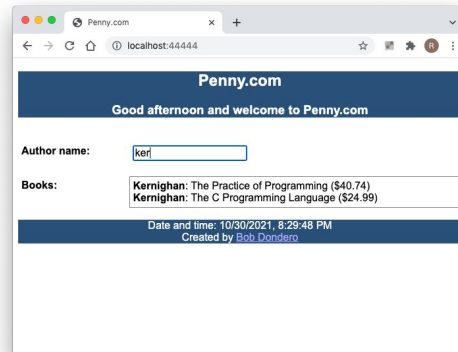 Penny.com
localhost:44444
R
Penny.com
Good afternoon and welcome to Penny.com
Author name:
ker
Books:
Kernighan: The Practice of Programming ($40.74)
Kernighan: The C Programming Language ($24.99)
Date and time: 10/30/2021, 8:29:48 PM
Created by Bob Dondero